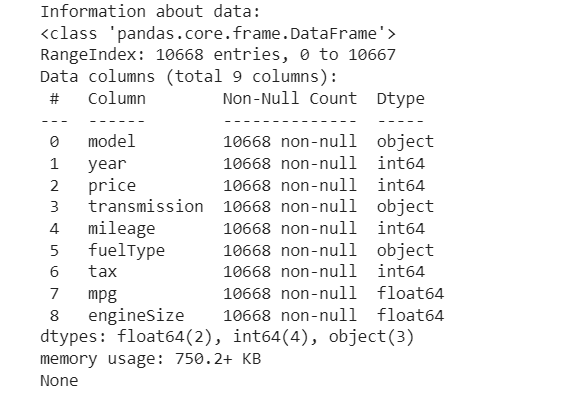 Information about data:
<class 'pandas.core.frame.DataFrame'>
RangeIndex: 10668 entries, 0 to 10667
Data columns (total 9 columns):
 #   Column        Non-Null Count  Dtype
---  ------        --------------  -----
 0   model         10668 non-null  object
 1   year          10668 non-null  int64
 2   price         10668 non-null  int64
 3   transmission  10668 non-null  object
 4   mileage       10668 non-null  int64
 5   fuelType      10668 non-null  object
 6   tax           10668 non-null  int64
 7   mpg           10668 non-null  float64
 8   engineSize    10668 non-null  float64
dtypes: float64(2), int64(4), object(3)
memory usage: 750.2+ KB
None